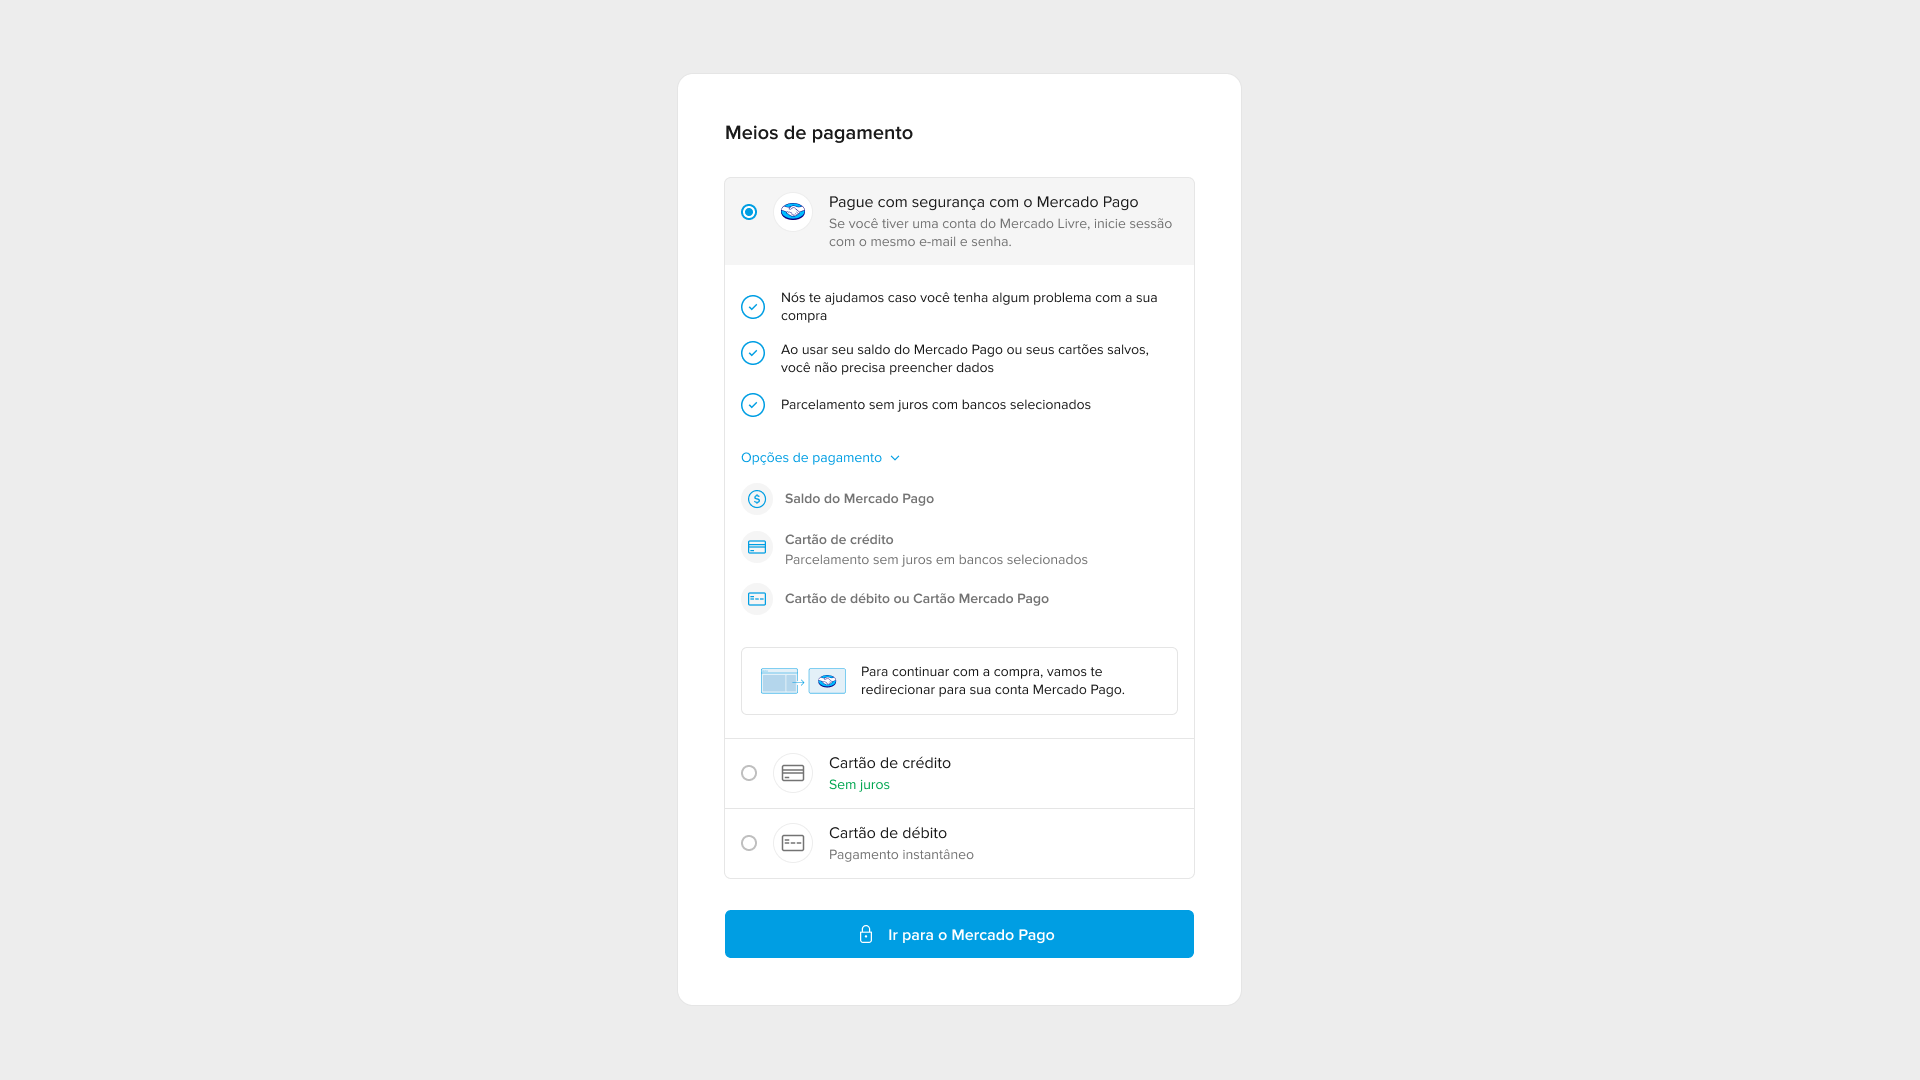 Meios de pagamento
Pague com segurança com o Mercado Pago
Se você tiver uma conta do Mercado Livre, inicie sessão
com o mesmo e-mail e senha.
Nós te ajudamos caso você tenha algum problema com a sua
compra
Ao usar seu saldo do Mercado Pago ou seus cartões salvos,
você não precisa preencher dados
Parcelamento sem juros com bancos selecionados
Opções de pagamento
Saldo do Mercado Pago
Cartão de crédito
Parcelamento sem juros em bancos selecionados
Cartão de débito ou Cartão Mercado Pago
Para continuar com a compra, vamos te
redirecionar para sua conta Mercado Pago.
Cartão de crédito
Sem juros
Cartão de débito
Pagamento instantâneo
Ir para o Mercado Pago